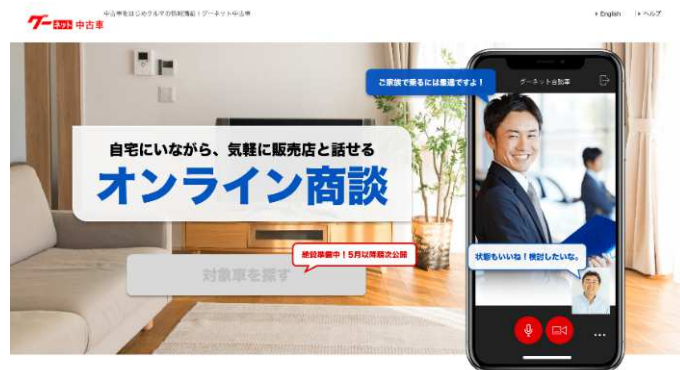 グーネット 中古車
中古車をはじめクルマの情報満載！グーネット中古車
English
ヘルプ
自宅にいながら、気軽に販売店と話せる
オンライン商談
絶賛準備中！5月以降順次公開
対象車を探す
ご家族で乗るには最適ですよ！
グーネット自動車
状態もいいね！検討したいな。